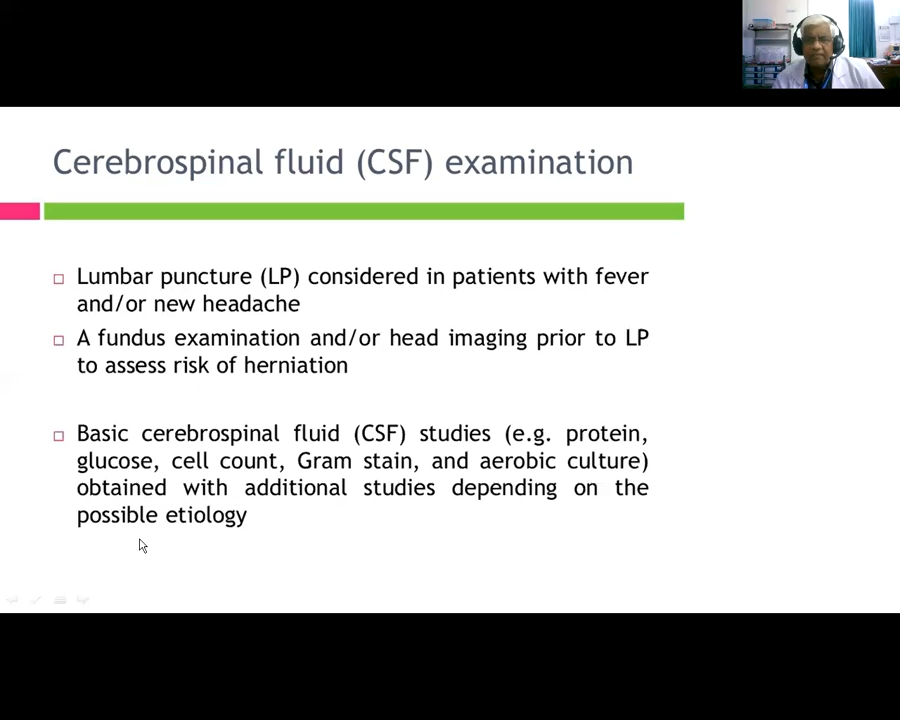 Cerebrospinal fluid (CSF) examination
Lumbar puncture (LP) considered in patients with fever
and/or new headache
A fundus examination and/or head imaging prior to LP
to assess risk of herniation
Basic cerebrospinal fluid (CSF) studies (e.g. protein,
glucose, cell count, Gram stain, and aerobic culture)
obtained with additional studies depending on the
possible etiology